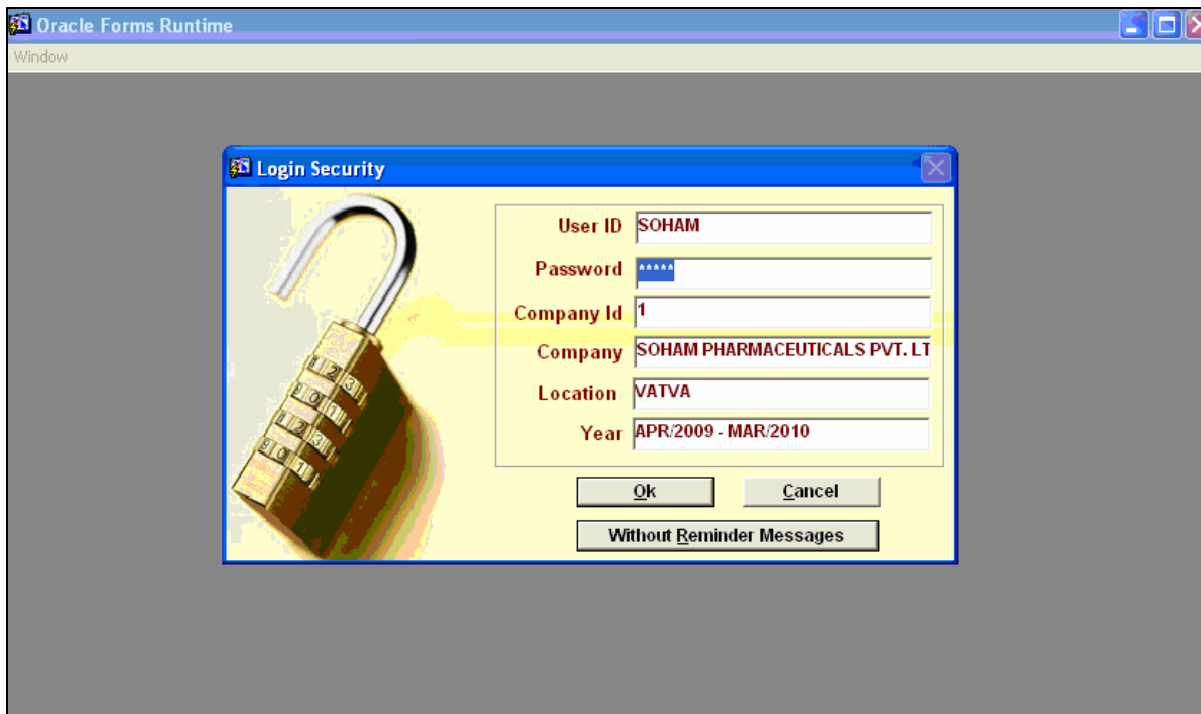 Oracle Forms Runtime
Window
Login Security
User ID SOHAM
Password *****
Company Id 1
Company SOHAM PHARMACEUTICALS PVT. LT
Location VATVA
Year APR/2009 - MAR/2010
Ok Cancel
Without Reminder Messages